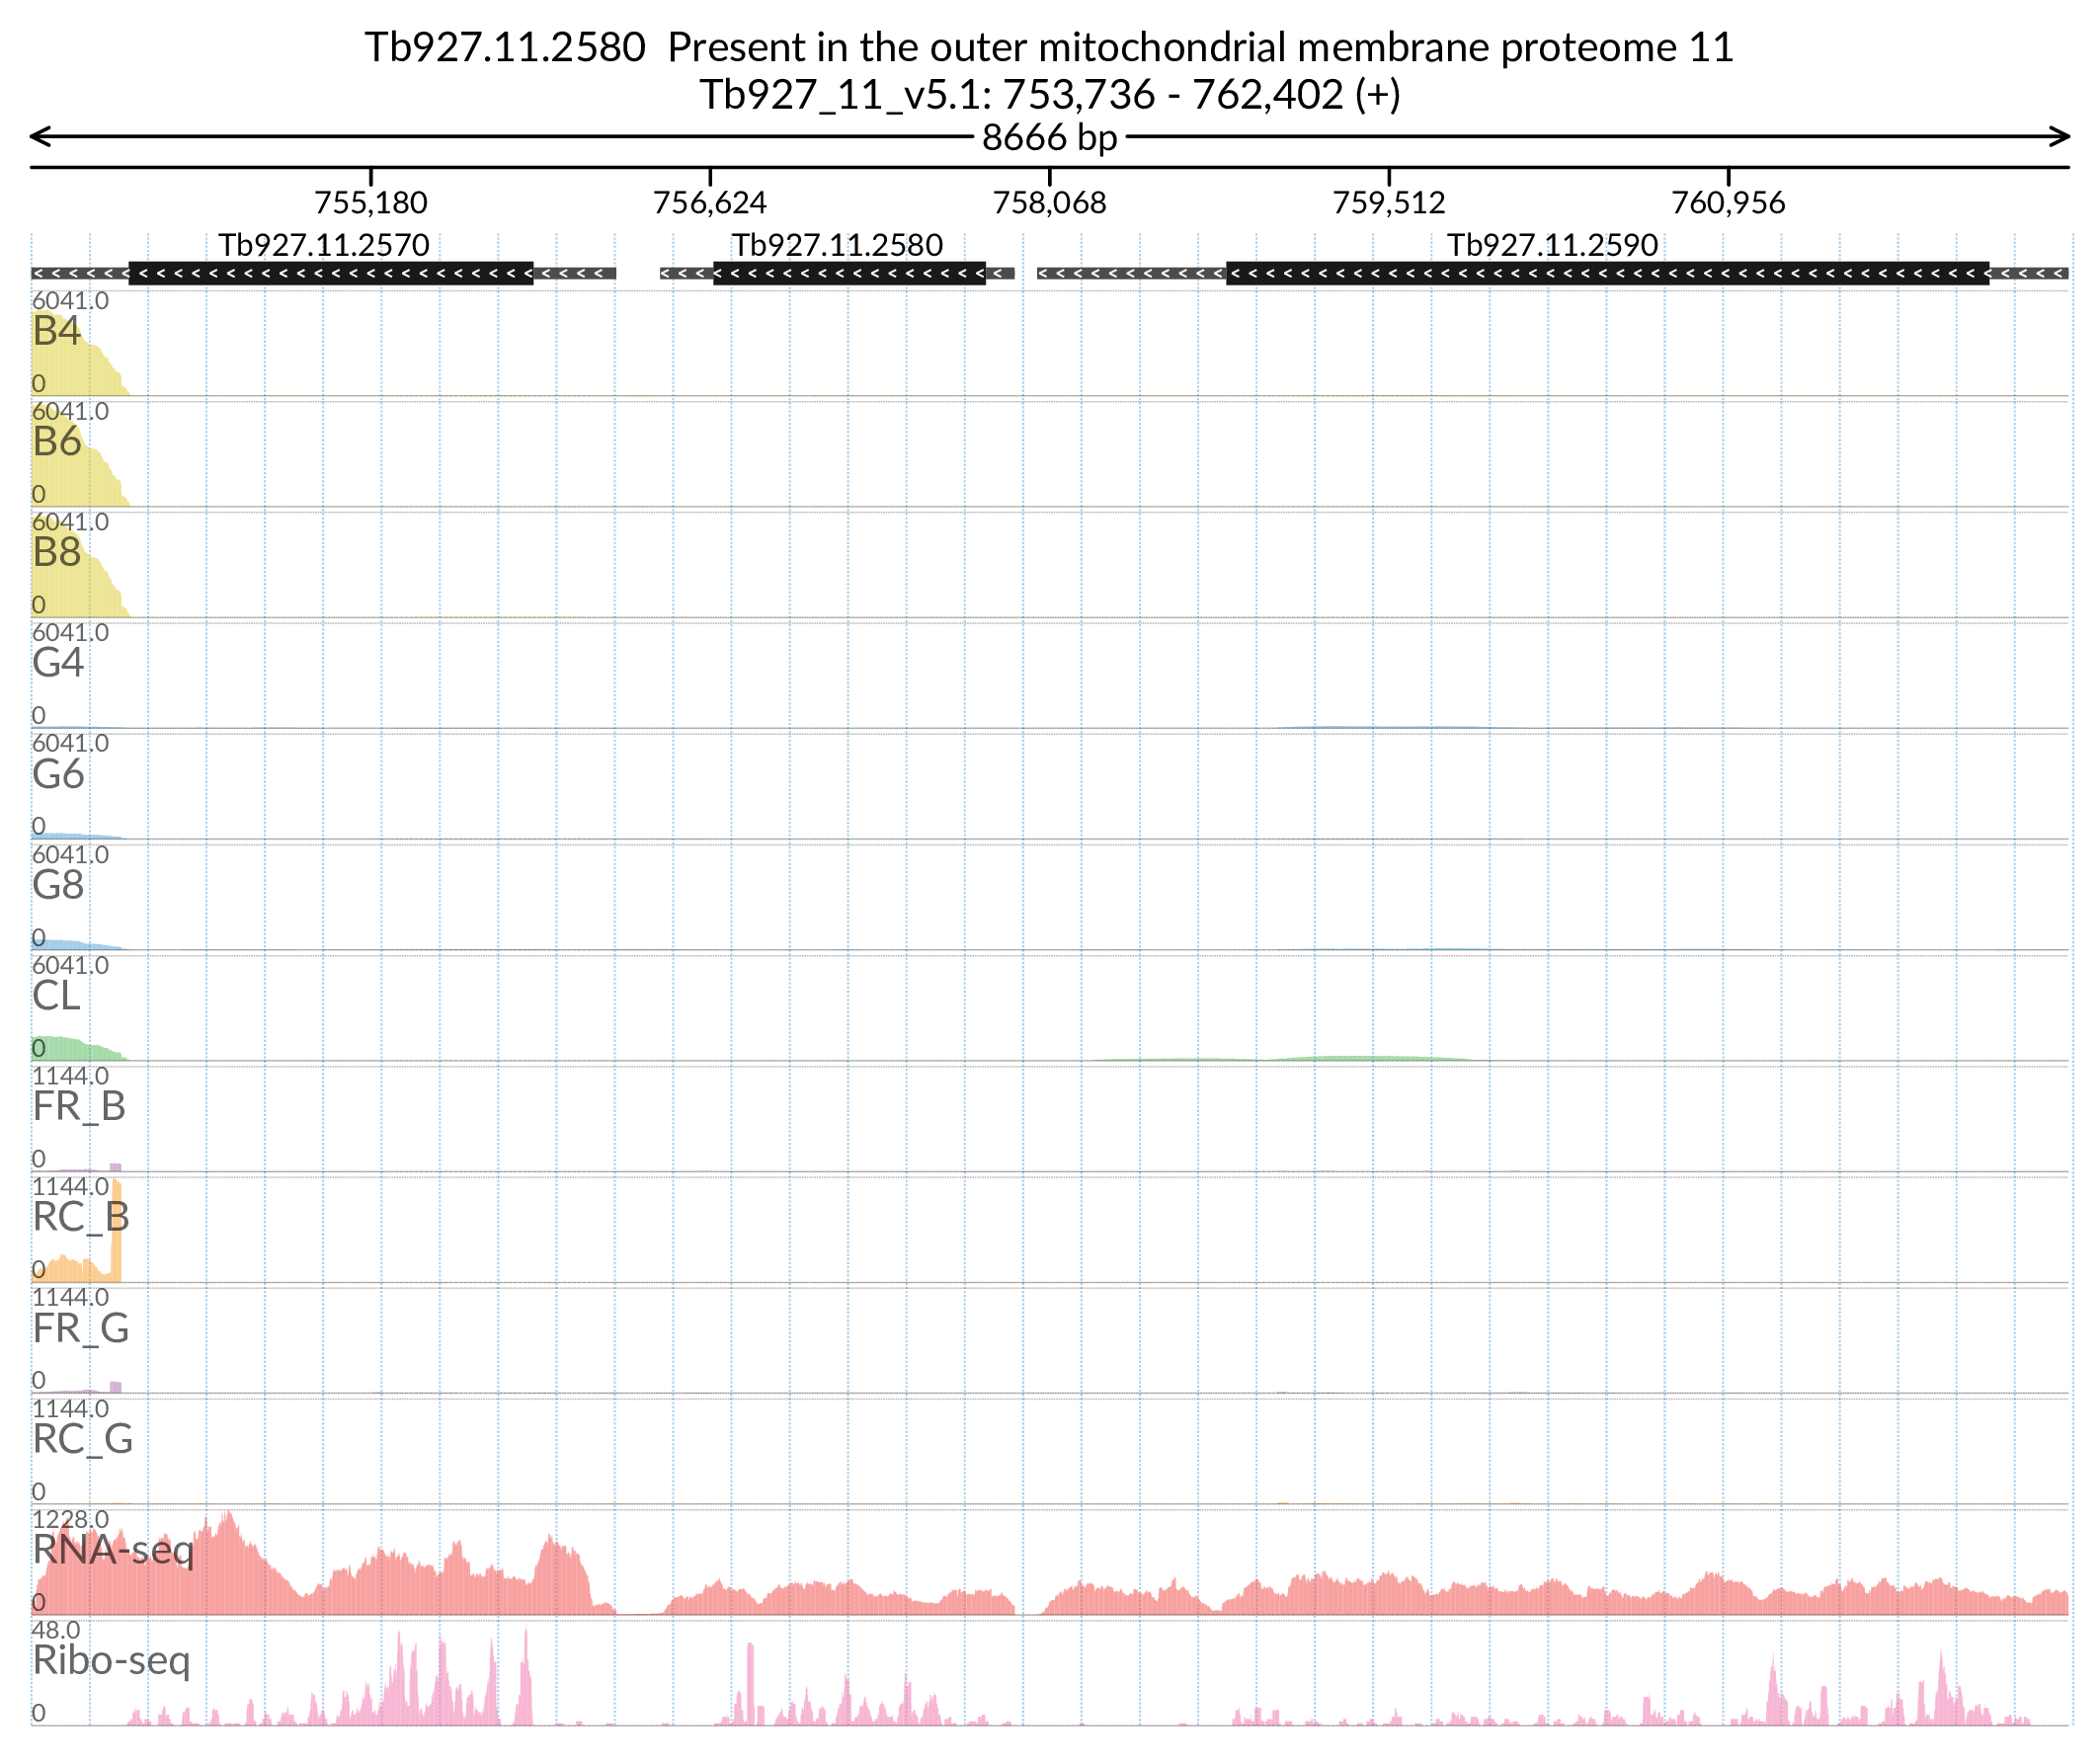 Tb927.11.2580  Present in the outer mitochondrial membrane proteome 11
Tb927_11_v5.1: 753,736 - 762,402 (+)
8666 bp
755,180 756,624 758,068 759,512 760,956
Tb927.11.2570 Tb927.11.2580 Tb927.11.2590
6041.0
B4
0
6041.0
B6
0
6041.0
B8
0
6041.0
G4
0
6041.0
G6
0
6041.0
G8
0
6041.0
CL
0
1144.0
FR_B
0
1144.0
RC_B
0
1144.0
FR_G
0
1144.0
RC_G
0
1228.0
RNA-seq
0
48.0
Ribo-seq
0